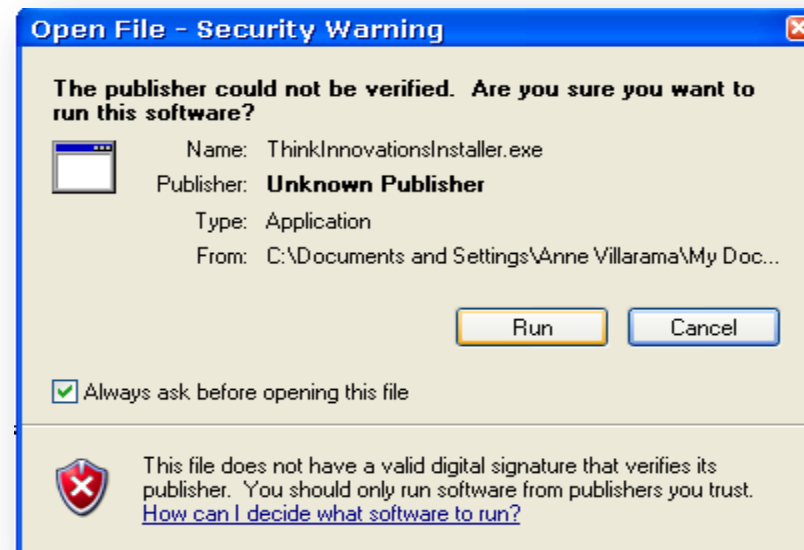 Open File - Security Warning
The publisher could not be verified. Are you sure you want to
run this software?
Name: ThinkInnovationsInstaller.exe
Publisher: Unknown Publisher
Type: Application
From: C:\Documents and Settings\Anne Villarama\My Doc...
Run Cancel
Always ask before opening this file
This file does not have a valid digital signature that verifies its
publisher. You should only run software from publishers you trust.
How can I decide what software to run?